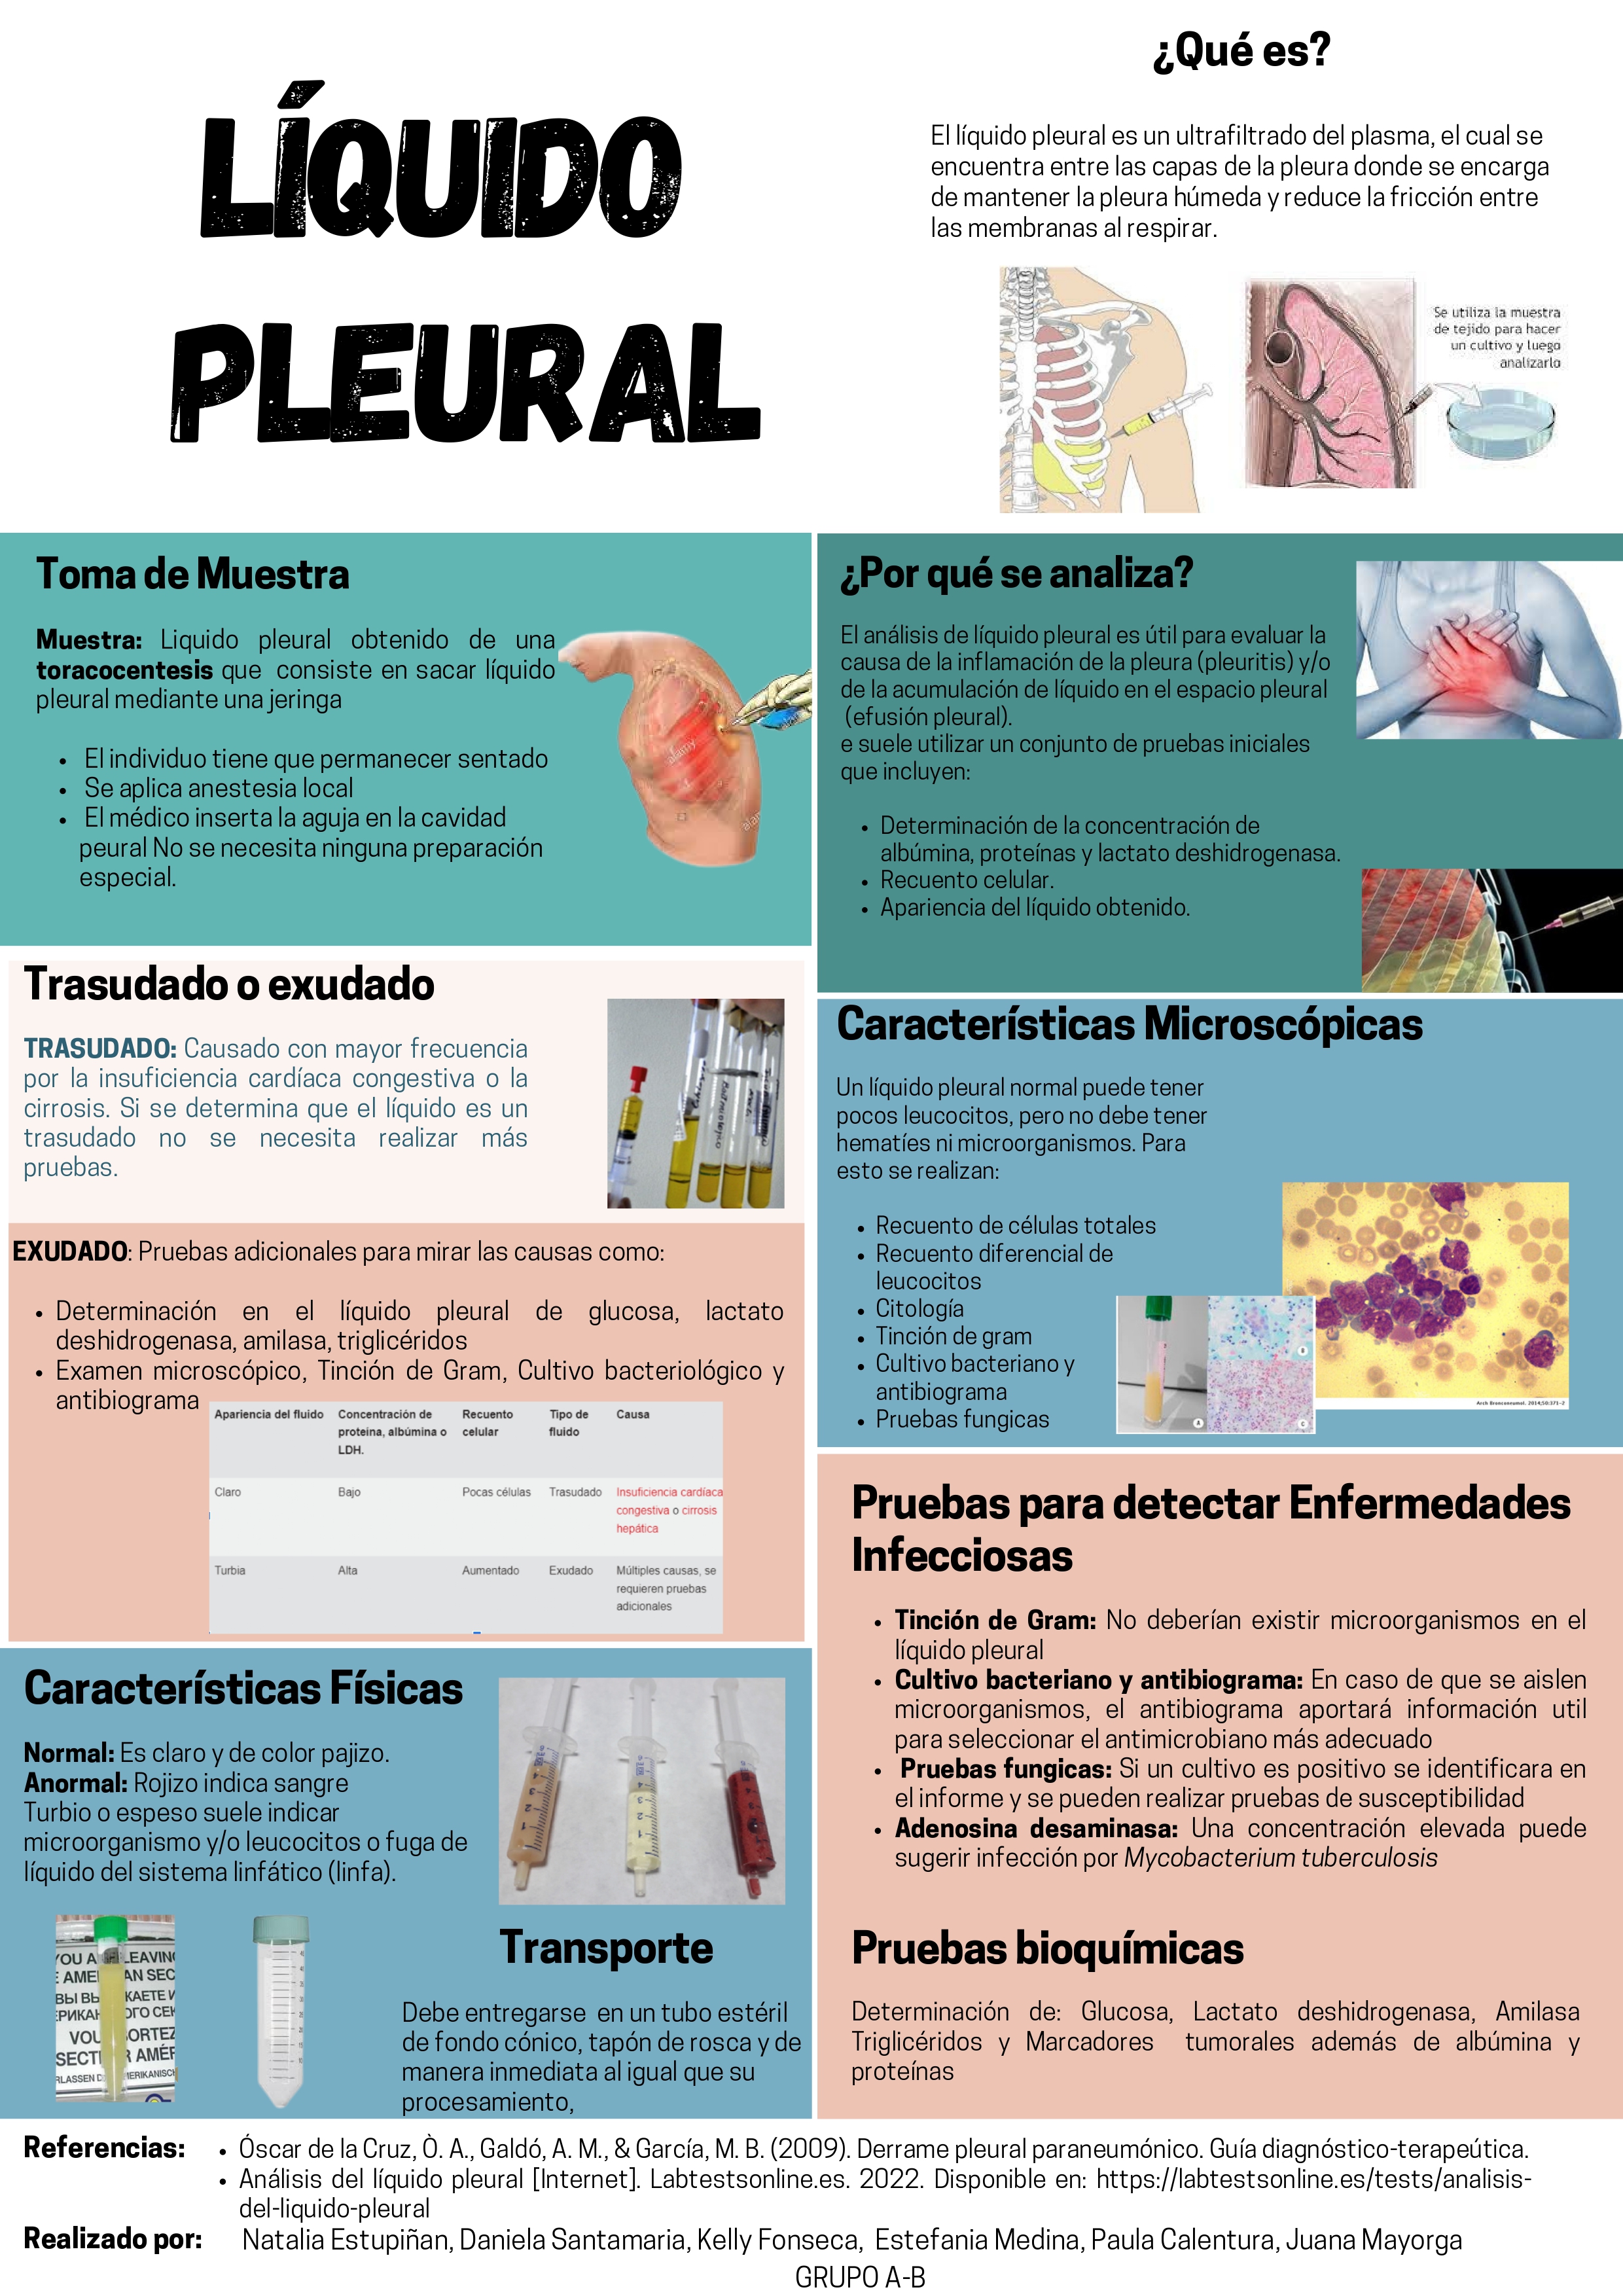 LÍQUIDO
PLEURAL
¿Qué es?
El líquido pleural es un ultrafiltrado del plasma, el cual se
encuentra entre las capas de la pleura donde se encarga
de mantener la pleura húmeda y reduce la fricción entre
las membranas al respirar.
Se utiliza la muestra
de tejido para hacer
un cultivo y luego
analizarlo
Toma de Muestra
Muestra: Liquido pleural obtenido de una
toracocentesis que consiste en sacar líquido
pleural mediante una jeringa
• El individuo tiene que permanecer sentado
• Se aplica anestesia local
• El médico inserta la aguja en la cavidad
peural No se necesita ninguna preparación
especial.
alamy
¿Por qué se analiza?
El análisis de líquido pleural es útil para evaluar la
causa de la inflamación de la pleura (pleuritis) y/o
de la acumulación de líquido en el espacio pleural
(efusión pleural).
e suele utilizar un conjunto de pruebas iniciales
que incluyen:
• Determinación de la concentración de
albúmina, proteínas y lactato deshidrogenasa.
• Recuento celular.
• Apariencia del líquido obtenido.
Trasudado o exudado
TRASUDADO: Causado con mayor frecuencia
por la insuficiencia cardíaca congestiva o la
cirrosis. Si se determina que el líquido es un
trasudado no se necesita realizar más
pruebas.
EXUDADO: Pruebas adicionales para mirar las causas como:
• Determinación en el líquido pleural de glucosa, lactato
deshidrogenasa, amilasa, triglicéridos
• Examen microscópico, Tinción de Gram, Cultivo bacteriológico y
antibiograma
Apariencia del fluido Concentración de proteína, albúmina o LDH. Recuento celular Tipo de fluido Causa
Claro Bajo Pocas células Trasudado Insuficiencia cardíaca congestiva o cirrosis hepática
Turbia Alta Aumentado Exudado Múltiples causas, se requieren pruebas adicionales
Características Microscópicas
Un líquido pleural normal puede tener
pocos leucocitos, pero no debe tener
hematíes ni microorganismos. Para
esto se realizan:
• Recuento de células totales
• Recuento diferencial de
leucocitos
• Citología
• Tinción de gram
• Cultivo bacteriano y
antibiograma
• Pruebas fungicas
A
B
C
Arch Bronconeumol. 2014;50:371-2
Características Físicas
Normal: Es claro y de color pajizo.
Anormal: Rojizo indica sangre
Turbio o espeso suele indicar
microorganismo y/o leucocitos o fuga de
líquido del sistema linfático (linfa).
Transporte
Debe entregarse en un tubo estéril
de fondo cónico, tapón de rosca y de
manera inmediata al igual que su
procesamiento,
Pruebas para detectar Enfermedades
Infecciosas
• Tinción de Gram: No deberían existir microorganismos en el
líquido pleural
• Cultivo bacteriano y antibiograma: En caso de que se aislen
microorganismos, el antibiograma aportará información util
para seleccionar el antimicrobiano más adecuado
• Pruebas fungicas: Si un cultivo es positivo se identificara en
el informe y se pueden realizar pruebas de susceptibilidad
• Adenosina desaminasa: Una concentración elevada puede
sugerir infección por Mycobacterium tuberculosis
Pruebas bioquímicas
Determinación de: Glucosa, Lactato deshidrogenasa, Amilasa
Triglicéridos y Marcadores tumorales además de albúmina y
proteínas
Referencias:
• Óscar de la Cruz, Ò. A., Galdó, A. M., & García, M. B. (2009). Derrame pleural paraneumónico. Guía diagnóstico-terapeútica.
• Análisis del líquido pleural [Internet]. Labtestsonline.es. 2022. Disponible en: https://labtestsonline.es/tests/analisis-
del-liquido-pleural
Realizado por: Natalia Estupiñan, Daniela Santamaria, Kelly Fonseca, Estefania Medina, Paula Calentura, Juana Mayorga
GRUPO A-B